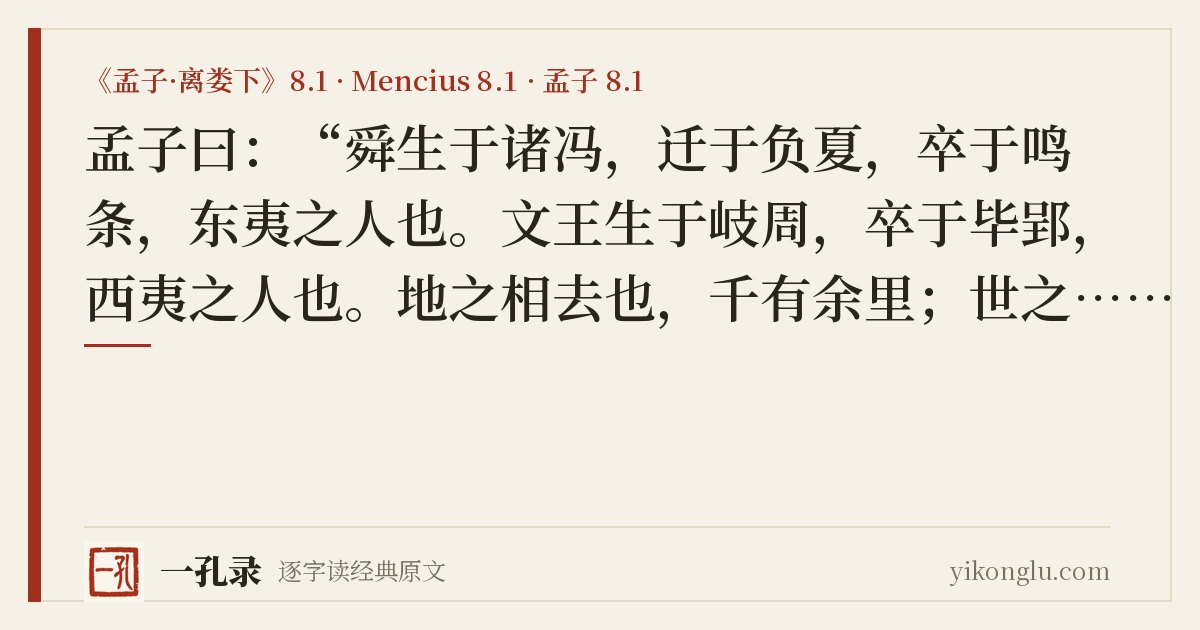 《孟子·离娄下》8.1 · Mencius 8.1 · 孟子 8.1
孟子曰：“舜生于诸冯，迁于负夏，卒于鸣
条，东夷之人也。文王生于岐周，卒于毕郢，
西夷之人也。地之相去也，千有余里；世之……
一孔
一孔录 逐字读经典原文
yikonglu.com